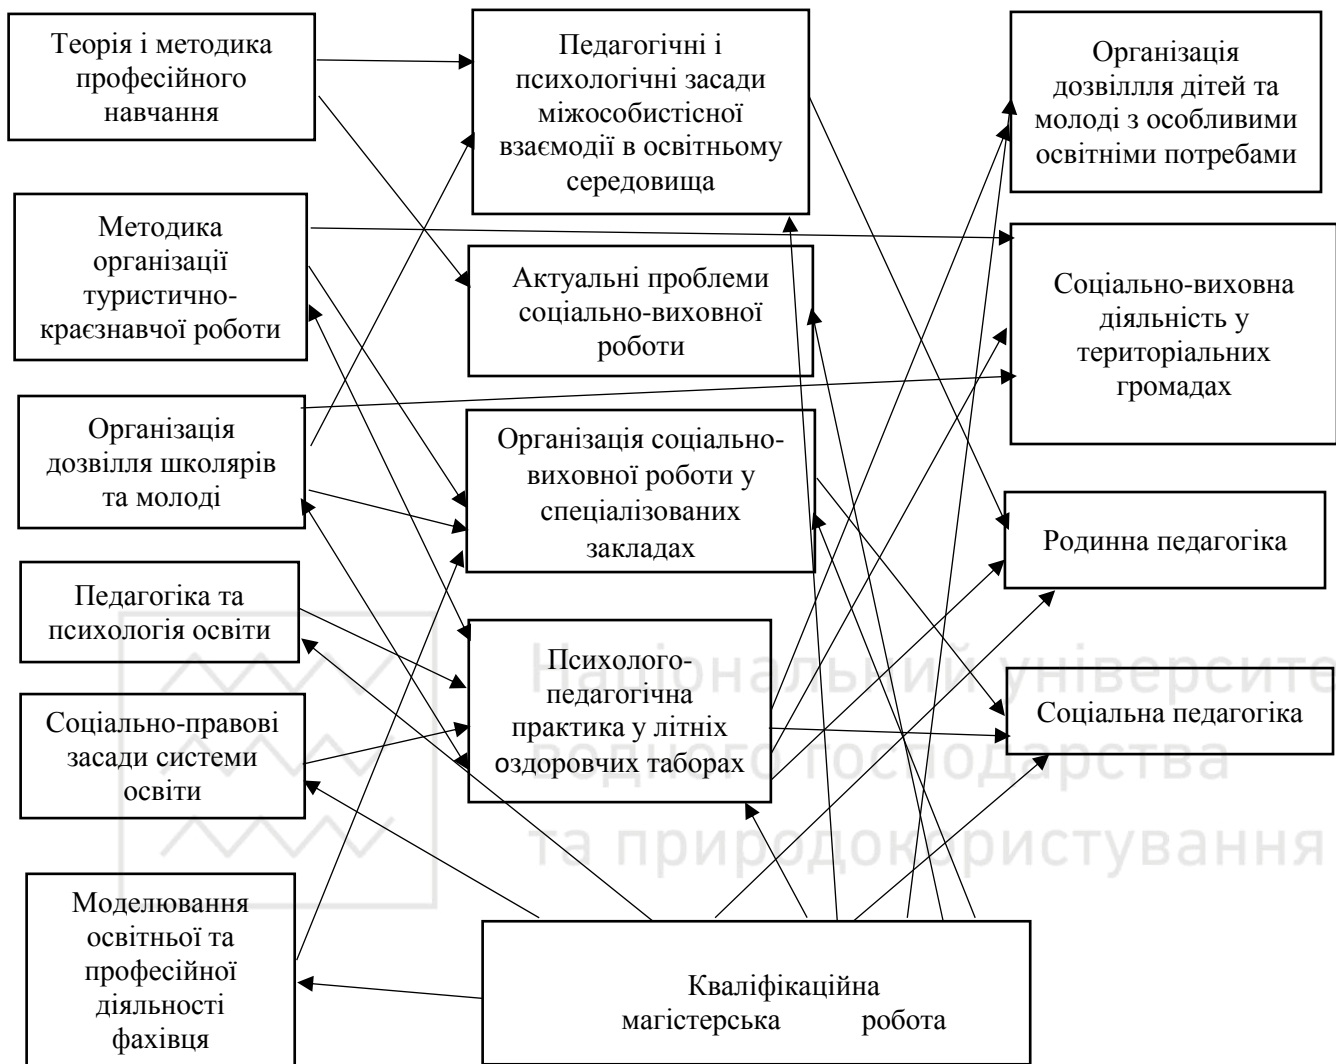 Теорія і методика
професійного
навчання
Методика
організації
туристично-
краєзнавчої роботи
Організація
дозвілля школярів
та молоді
Педагогіка та
психологія освіти
Соціально-правові
засади системи
освіти
Моделювання
освітньої та
професійної
діяльності
фахівця
Педагогічні і
психологічні засади
міжособистісної
взаємодії в освітньому
середовища
Актуальні проблеми
соціально-виховної
роботи
Організація соціально-
виховної роботи у
спеціалізованих
закладах
Психолого-
педагогічна
практика у літніх
оздоровчих таборах
Кваліфікаційна
магістерська робота
Організація
дозвіллля дітей та
молоді з особливими
освітніми потребами
Соціально-виховна
діяльність у
територіальних
громадах
Родинна педагогіка
Соціальна педагогіка
Національний університе
водного господарства
та природокористування